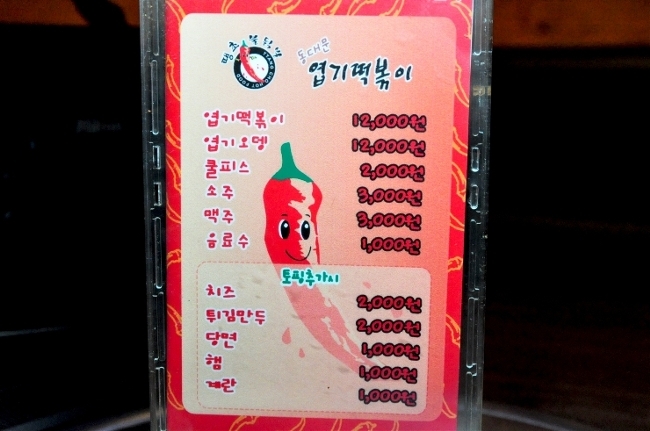 땡초
동대문
엽기떡볶이
엽기떡볶이 12,000원
엽기오뎅 12,000원
쿨피스 2,000원
소주 3,000원
맥주 3,000원
음료수 1,000원
토핑추가시
치즈 2,000원
튀김만두 2,000원
당면 1,000원
햄 1,000원
계란 1,000원